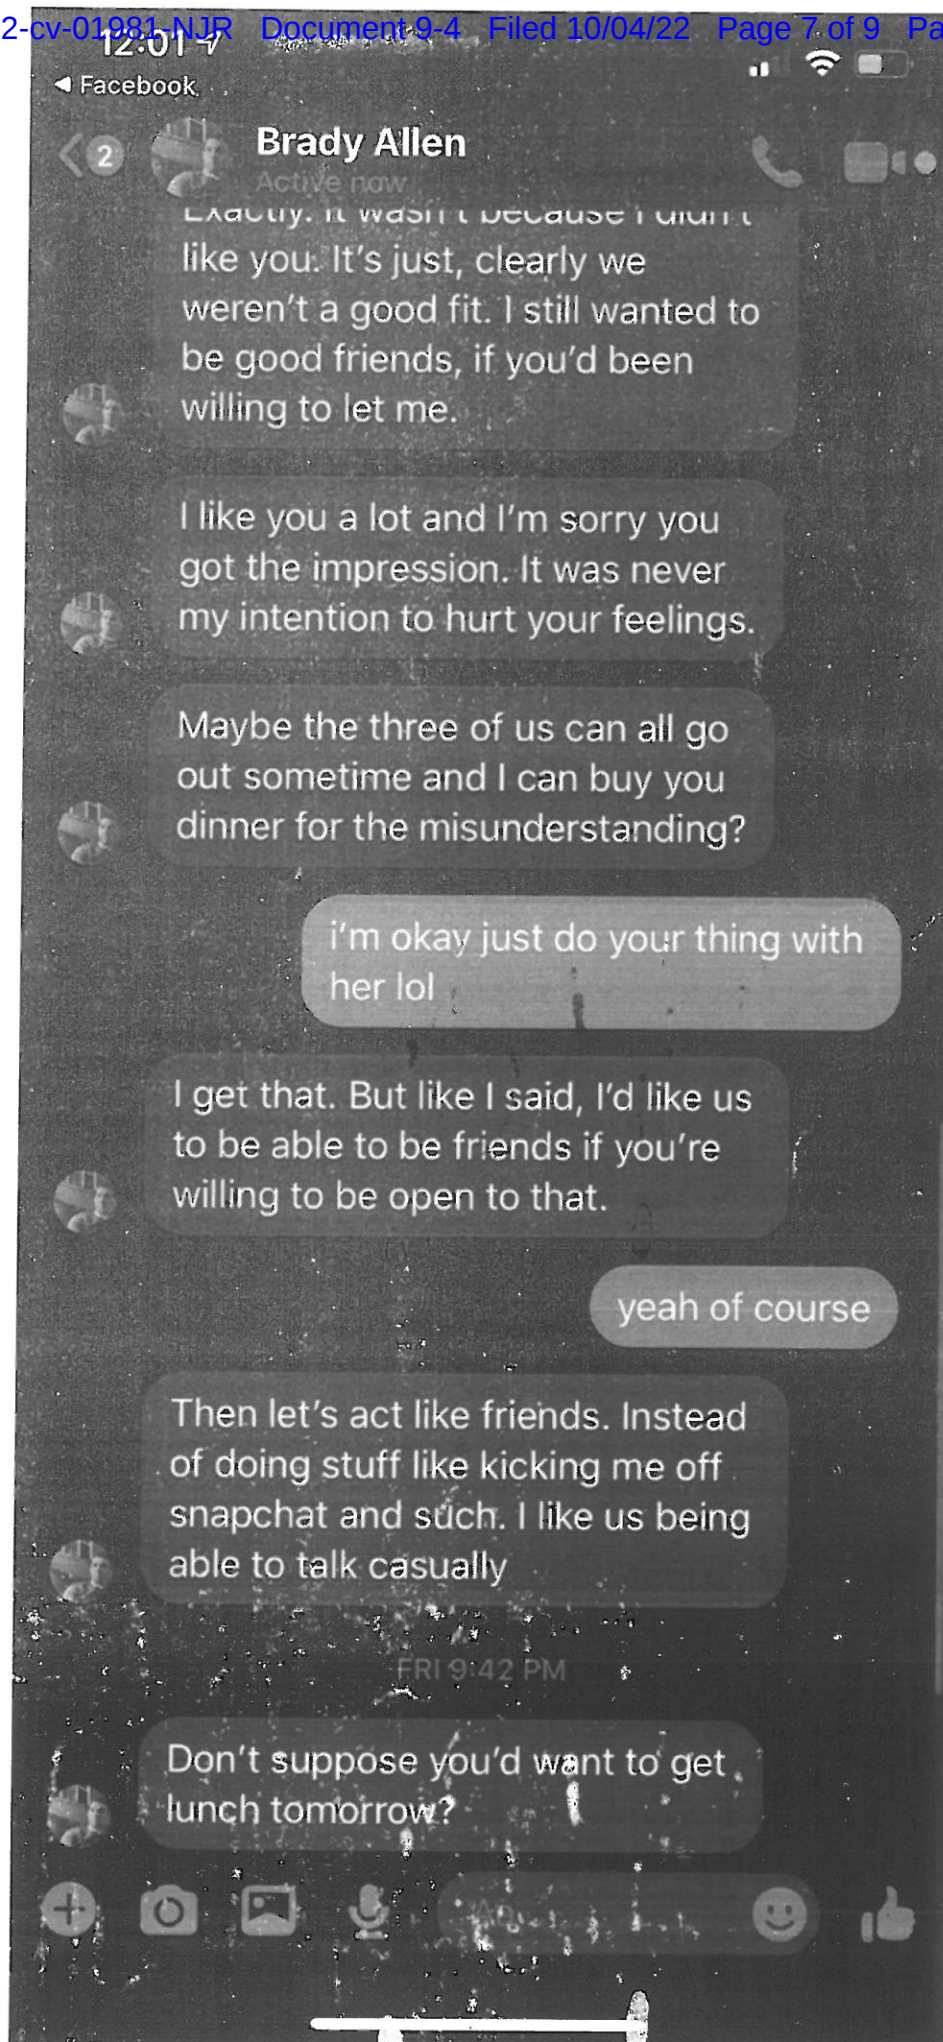 2-cv-01981-NJR Document 9-4 Filed 10/04/22 Page 7 of 9 Pa
12:01
Facebook
2
Brady Allen
Active now
Exactly. It wasn't because I didn't
like you. It's just, clearly we
weren't a good fit. I still wanted to
be good friends, if you'd been
willing to let me.
I like you a lot and I'm sorry you
got the impression. It was never
my intention to hurt your feelings.
Maybe the three of us can all go
out sometime and I can buy you
dinner for the misunderstanding?
i'm okay just do your thing with
her lol
I get that. But like I said, I'd like us
to be able to be friends if you're
willing to be open to that.
yeah of course
Then let's act like friends. Instead
of doing stuff like kicking me off
snapchat and such. I like us being
able to talk casually
FRI 9:42 PM
Don't suppose you'd want to get
lunch tomorrow?